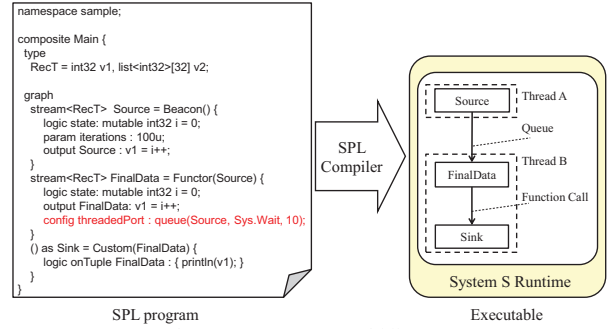 namespace sample;
composite Main {
type
RecT = int32 v1, list<int32>[32] v2;
graph
stream<RecT> Source = Beacon() {
logic state: mutable int32 i = 0;
param iterations : 100u;
output Source : v1 = i++;
}
stream<RecT> FinalData = Functor(Source) {
logic state: mutable int32 i = 0;
output FinalData: v1 = i++;
config threadedPort : queue(Source, Sys.Wait, 10);
}
() as Sink = Custom(FinalData) {
logic onTuple FinalData : { println(v1); }
}
}
SPL program
SPL
Compiler
Source
Thread A
Queue
Thread B
FinalData
Function Call
Sink
System S Runtime
Executable